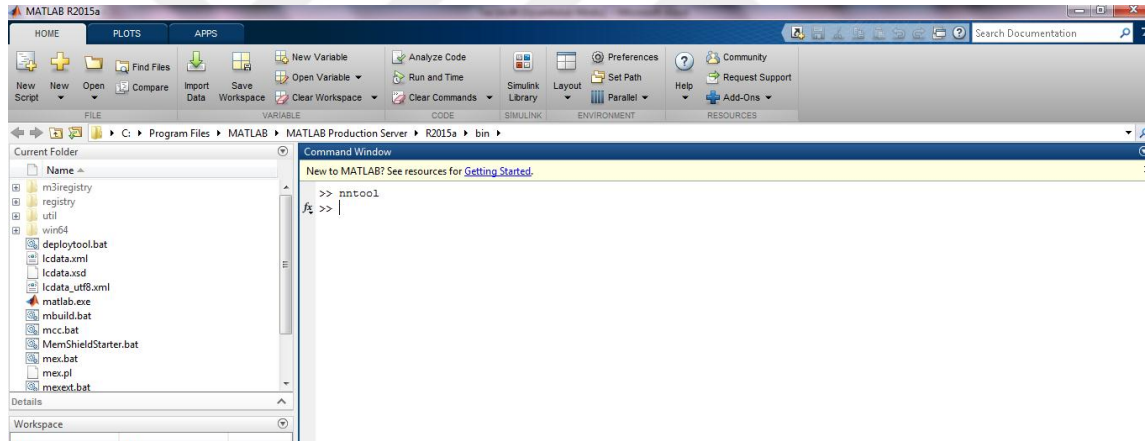 MATLAB R2015a
HOME PLOTS APPS
Search Documentation
New Script
New
Open
Find Files
Compare
FILE
Import Data
Save Workspace
New Variable
Open Variable
Clear Workspace
VARIABLE
Analyze Code
Run and Time
Clear Commands
CODE
Simulink Library
SIMULINK
Layout
Preferences
Set Path
Parallel
ENVIRONMENT
Help
Community
Request Support
Add-Ons
RESOURCES
C: Program Files MATLAB MATLAB Production Server R2015a bin
Current Folder
Name
m3iregistry
registry
util
win64
deploytool.bat
lcdata.xml
lcdata.xsd
lcdata_utf8.xml
matlab.exe
mbuild.bat
mcc.bat
MemShieldStarter.bat
mex.bat
mex.pl
mexext.bat
Details
Workspace
Command Window
New to MATLAB? See resources for Getting Started.
>> nntool
fx >>